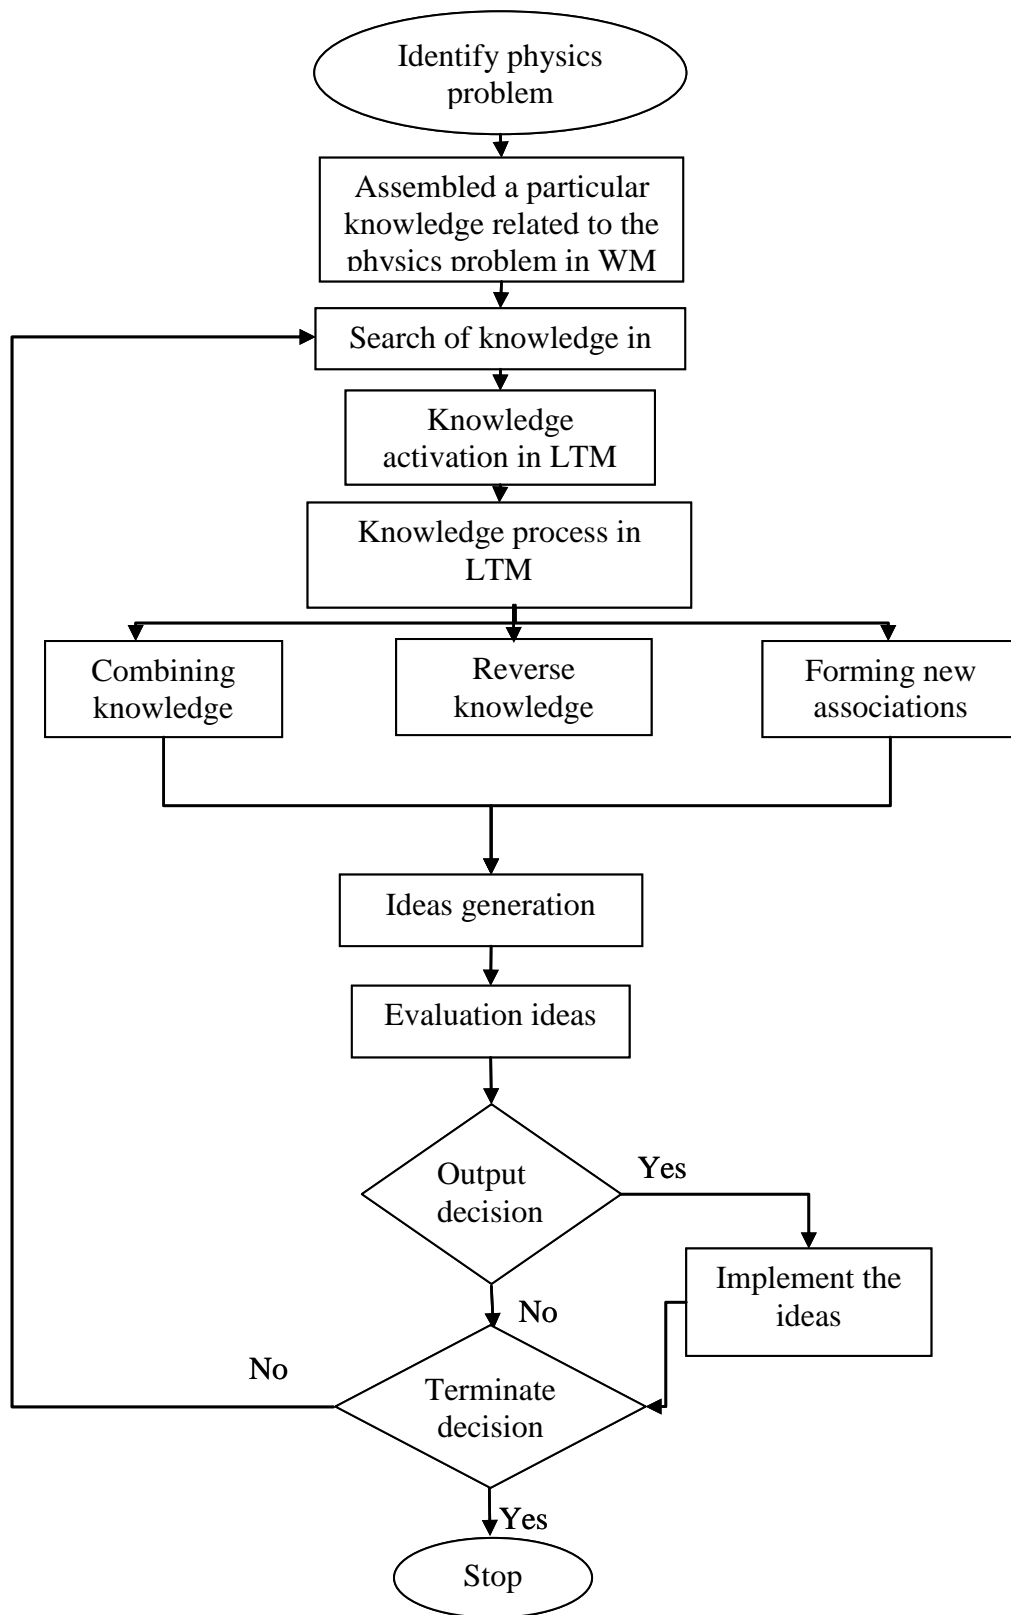 Identify physics
problem
Assembled a particular
knowledge related to the
physics problem in WM
Search of knowledge in
Knowledge
activation in LTM
Knowledge process in
LTM
Combining
knowledge
Reverse
knowledge
Forming new
associations
Ideas generation
Evaluation ideas
Output
decision
Yes
Implement the
ideas
No
No
Terminate
decision
Yes
Stop